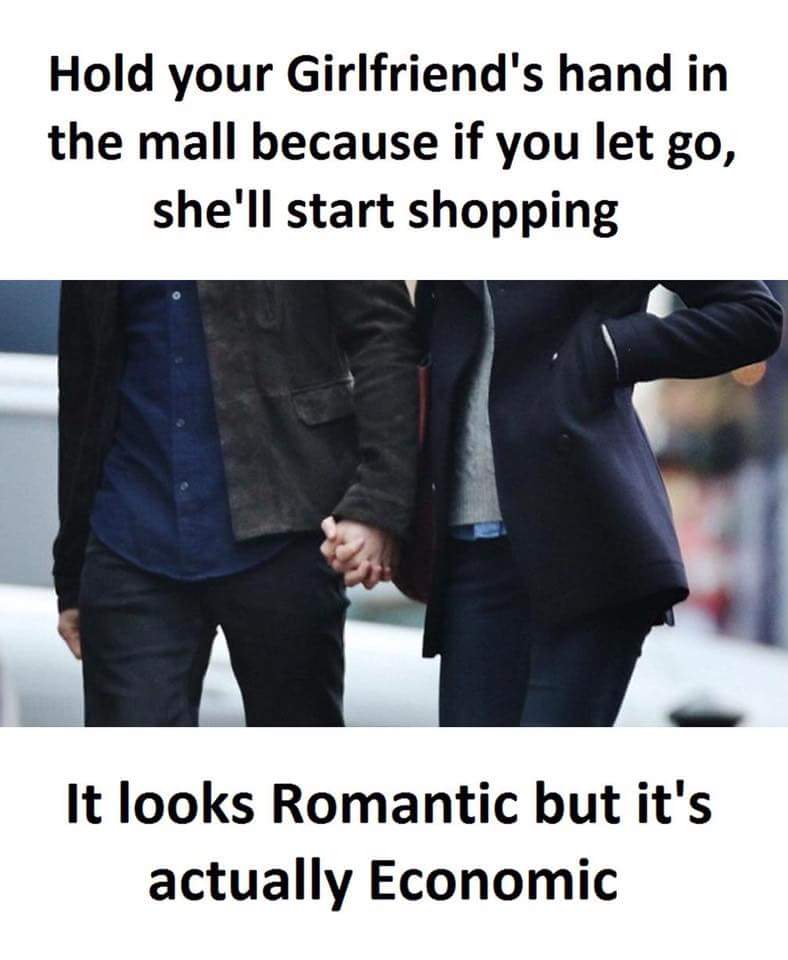 Hold your Girlfriend's hand in
the mall because if you let go,
she'll start shopping
It looks Romantic but it's
actually Economic